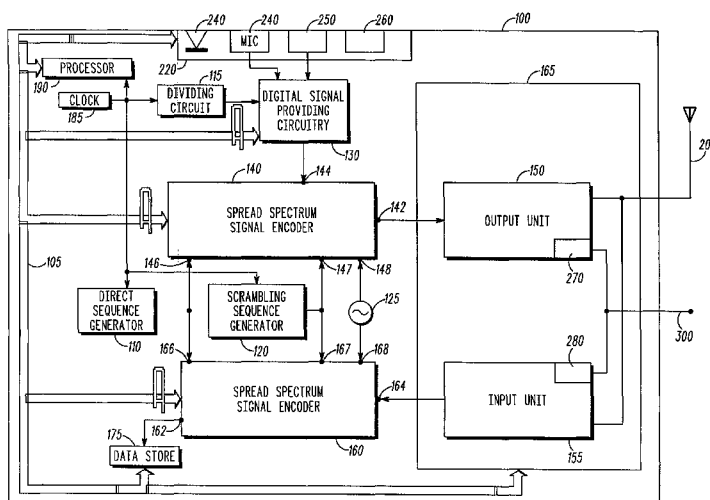 240 240 250 260 100
MIC
220
PROCESSOR
190
115
DIVIDING
CIRCUIT
CLOCK
185
DIGITAL SIGNAL
PROVIDING
CIRCUITRY
130
165
20
140 144
SPREAD SPECTRUM
SIGNAL ENCODER
142
150
OUTPUT UNIT
270
146 147 148
105
DIRECT
SEQUENCE
GENERATOR
110
SCRAMBLING
SEQUENCE
GENERATOR
120
125
300
166 167 168
SPREAD SPECTRUM
SIGNAL ENCODER
164
160
162
280
INPUT UNIT
155
175
DATA STORE